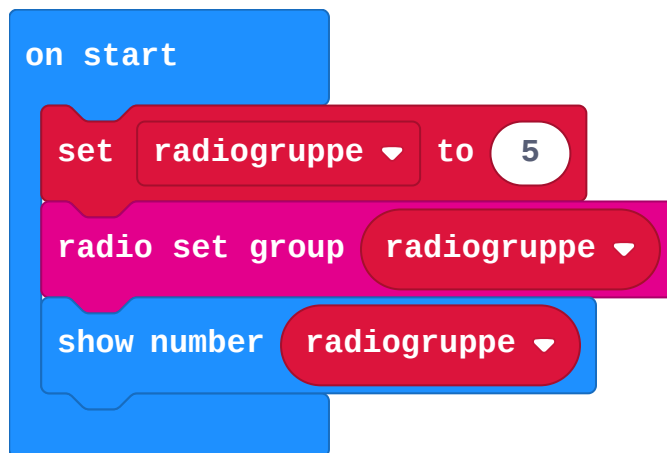 on start
set radiogruppe to 5
radio set group radiogruppe
show number radiogruppe